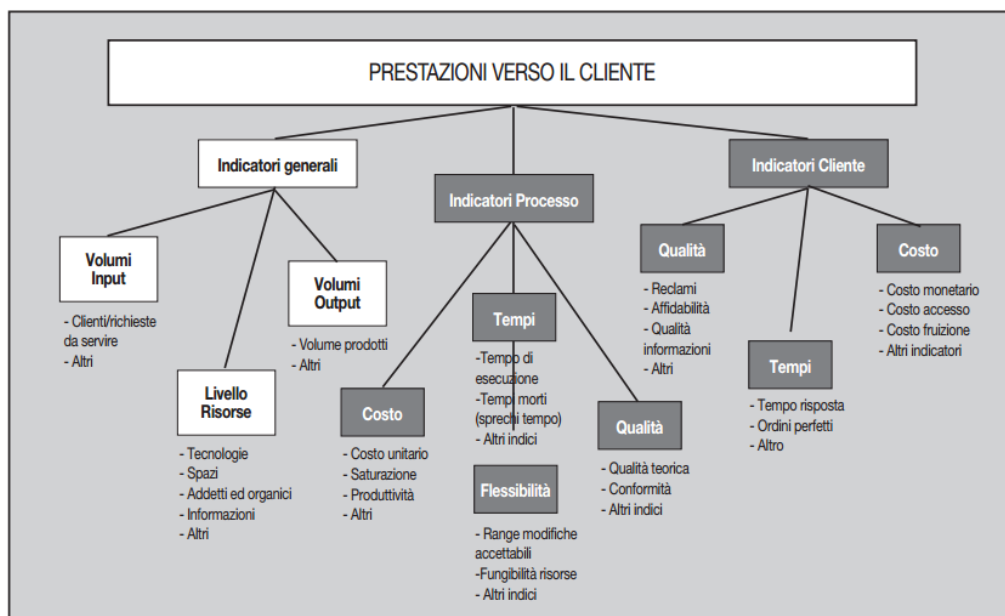 PRESTAZIONI VERSO IL CLIENTE
Indicatori generali
Volumi
Input
- Clienti/richieste
da servire
- Altri
Livello
Risorse
- Tecnologie
- Spazi
- Addetti ed organici
- Informazioni
- Altri
Volumi
Output
- Volume prodotti
- Altri
Indicatori Processo
Costo
- Costo unitario
- Saturazione
- Produttività
- Altri
Tempi
-Tempo di
esecuzione
-Tempi morti
(sprechi tempo)
- Altri indici
Flessibilità
- Range modifiche
accettabili
-Fungibilità risorse
- Altri indici
Qualità
- Qualità teorica
- Conformità
- Altri indici
Indicatori Cliente
Qualità
- Reclami
- Affidabilità
- Qualità
informazioni
- Altri
Tempi
- Tempo risposta
- Ordini perfetti
- Altro
Costo
- Costo monetario
- Costo accesso
- Costo fruizione
- Altri indicatori